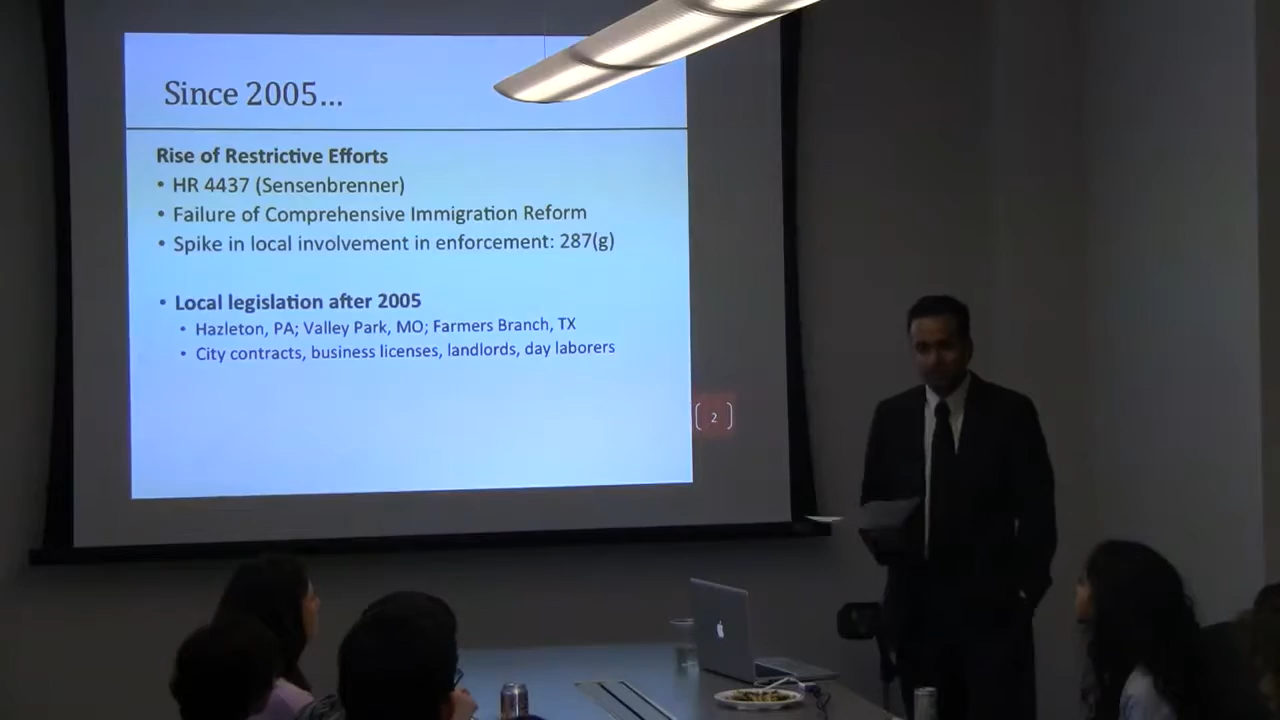 Since 2005...
Rise of Restrictive Efforts
• HR 4437 (Sensenbrenner)
• Failure of Comprehensive Immigration Reform
• Spike in local involvement in enforcement: 287(g)
• Local legislation after 2005
• Hazleton, PA; Valley Park, MO; Farmers Branch, TX
• City contracts, business licenses, landlords, day laborers
[ 2 ]